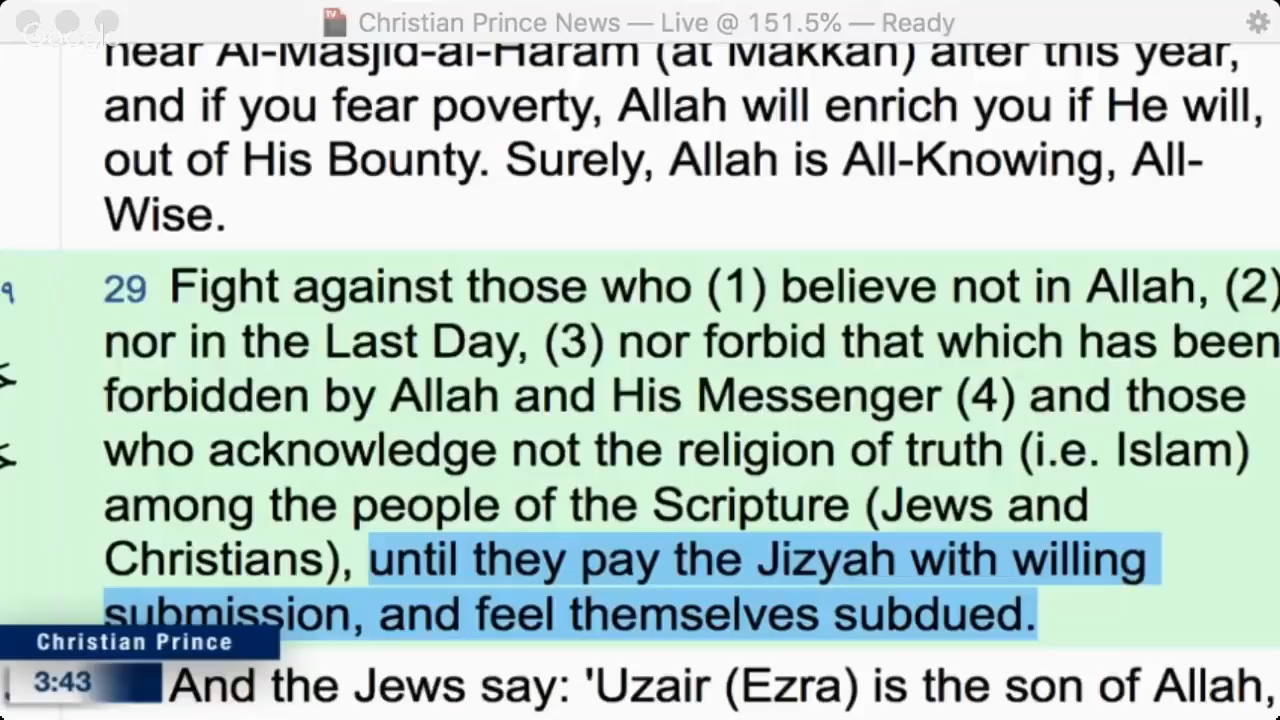 Christian Prince News — Live @ 151.5% — Ready
Google
near Al-Masjid-al-Haram (at Makkah) after this year,
and if you fear poverty, Allah will enrich you if He will,
out of His Bounty. Surely, Allah is All-Knowing, All-
Wise.
٩
29 Fight against those who (1) believe not in Allah, (2)
nor in the Last Day, (3) nor forbid that which has been
forbidden by Allah and His Messenger (4) and those
who acknowledge not the religion of truth (i.e. Islam)
among the people of the Scripture (Jews and
Christians), until they pay the Jizyah with willing
submission, and feel themselves subdued.
Christian Prince
3:43
And the Jews say: 'Uzair (Ezra) is the son of Allah,